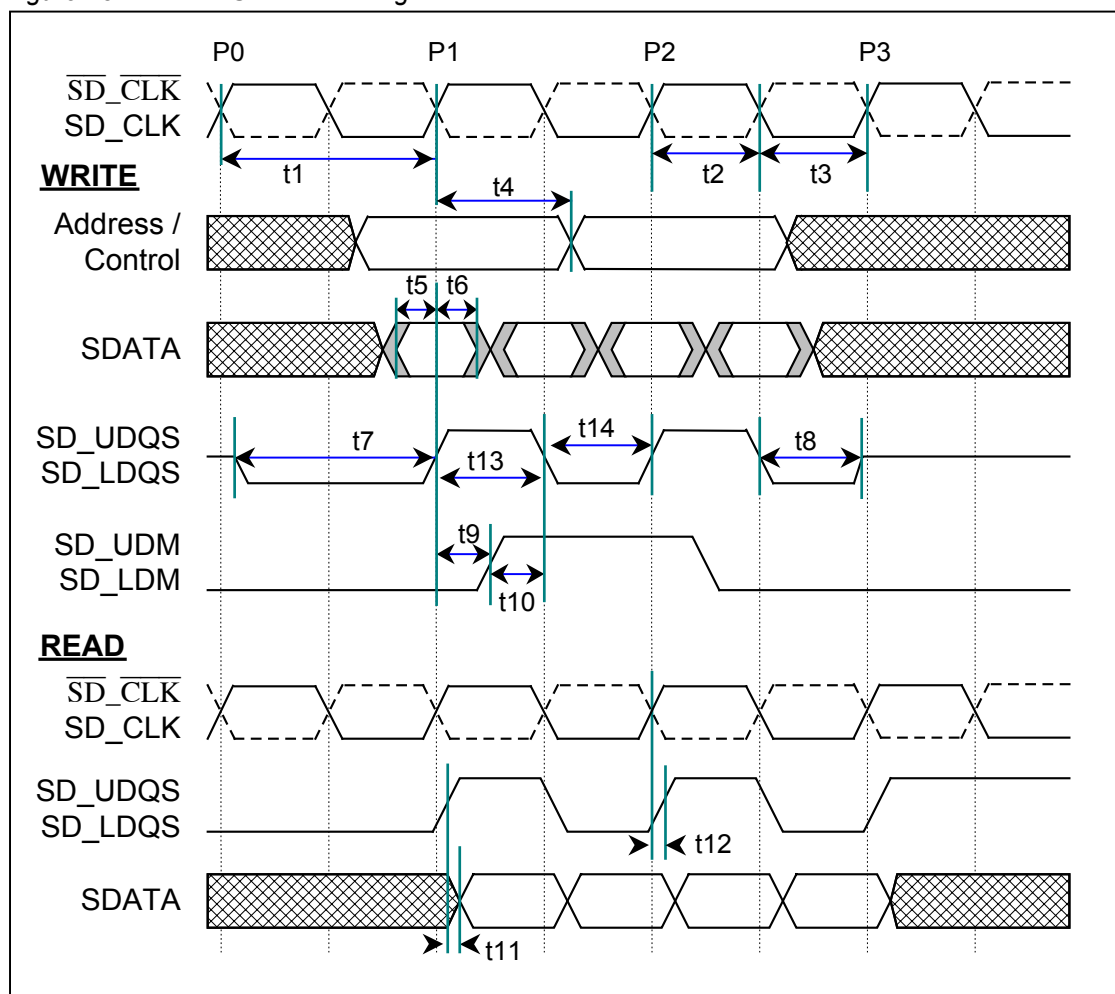 P0 P1 P2 P3
SD_CLK
SD_CLK
t1 t2 t3
WRITE
t4
Address /
Control
t5 t6
SDATA
SD_UDQS
SD_LDQS
t7 t13 t14 t8
SD_UDM
SD_LDM
t9
t10
READ
SD_CLK
SD_CLK
SD_UDQS
SD_LDQS
t12
SDATA
t11